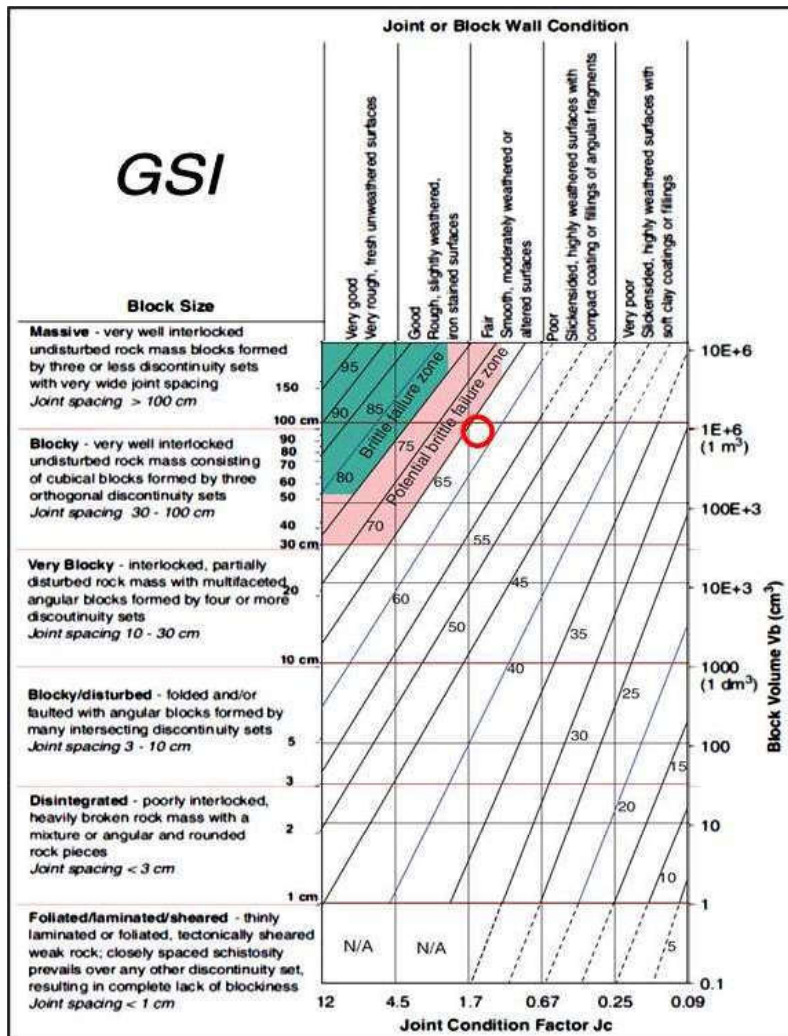 Joint or Block Wall Condition
GSI
Very good
Very rough, fresh unweathered surfaces
Good
Rough, slightly weathered,
iron stained surfaces
Fair
Smooth, moderately weathered or
altered surfaces
Poor
Slickensided, highly weathered surfaces with
compact coating or fillings of angular fragments
Very poor
Slickensided, highly weathered surfaces with
soft clay coatings or fillings
Block Size
Massive - very well interlocked
undisturbed rock mass blocks formed
by three or less discontinuity sets
with very wide joint spacing
Joint spacing > 100 cm
Blocky - very well interlocked
undisturbed rock mass consisting
of cubical blocks formed by three
orthogonal discontinuity sets
Joint spacing 30 - 100 cm
Very Blocky - interlocked, partially
disturbed rock mass with multifaceted
angular blocks formed by four or more
discoutinuity sets
Joint spacing 10 - 30 cm
Blocky/disturbed - folded and/or
faulted with angular blocks formed by
many intersecting discontinuity sets
Joint spacing 3 - 10 cm
Disintegrated - poorly interlocked,
heavily broken rock mass with a
mixture or angular and rounded
rock pieces
Joint spacing < 3 cm
Foliated/laminated/sheared - thinly
laminated or foliated, tectonically sheared
weak rock; closely spaced schistosity
prevails over any other discontinuity set,
resulting in complete lack of blockiness
Joint spacing < 1 cm
150
100 cm
90
80
70
60
50
40
30 cm
20
10 cm
5
3
2
1 cm
95
90
85
80
Brittle failure zone
75
Potential brittle failure zone
70
65
60
55
50
45
40
35
30
25
20
15
10
5
N/A
N/A
10E+6
1E+6
(1 m³)
100E+3
10E+3
1000
(1 dm³)
100
10
1
0.1
Block Volume Vb (cm³)
12 4.5 1.7 0.67 0.25 0.09
Joint Condition Factor Jc